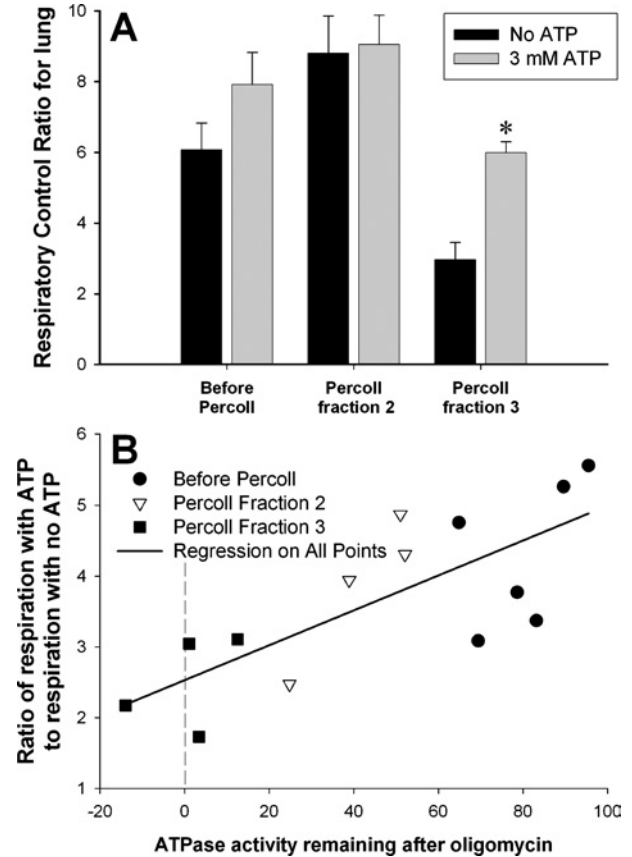 A
No ATP
3 mM ATP
*
Respiratory Control Ratio for lung
10
8
6
4
2
0
Before
Percoll
Percoll
fraction 2
Percoll
fraction 3
B
Before Percoll
Percoll Fraction 2
Percoll Fraction 3
Regression on All Points
Ratio of respiration with ATP
to respiration with no ATP
6
5
4
3
2
1
-20
0
20
40
60
80
100
ATPase activity remaining after oligomycin